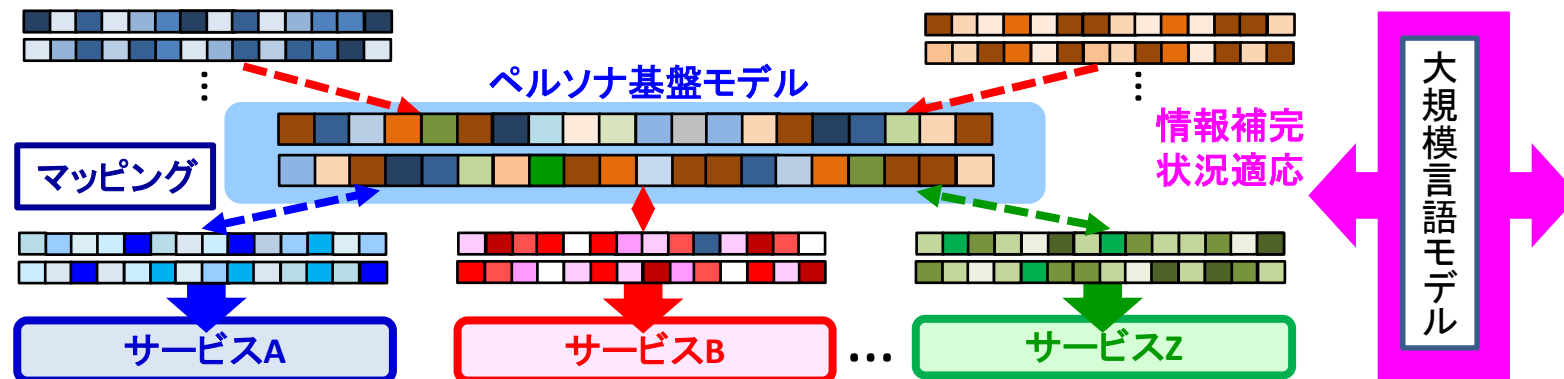 ペルソナ基盤モデル
マッピング
情報補完
状況適応
大規模言語モデル
サービスA
サービスB
…
サービスZ